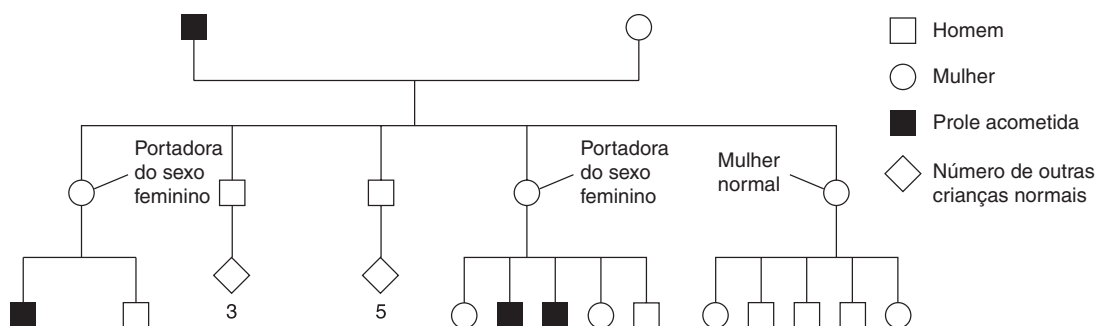 Portadora
do sexo
feminino
Portadora
do sexo
feminino
Mulher
normal
3
5
Homem
Mulher
Prole acometida
Número de outras
crianças normais